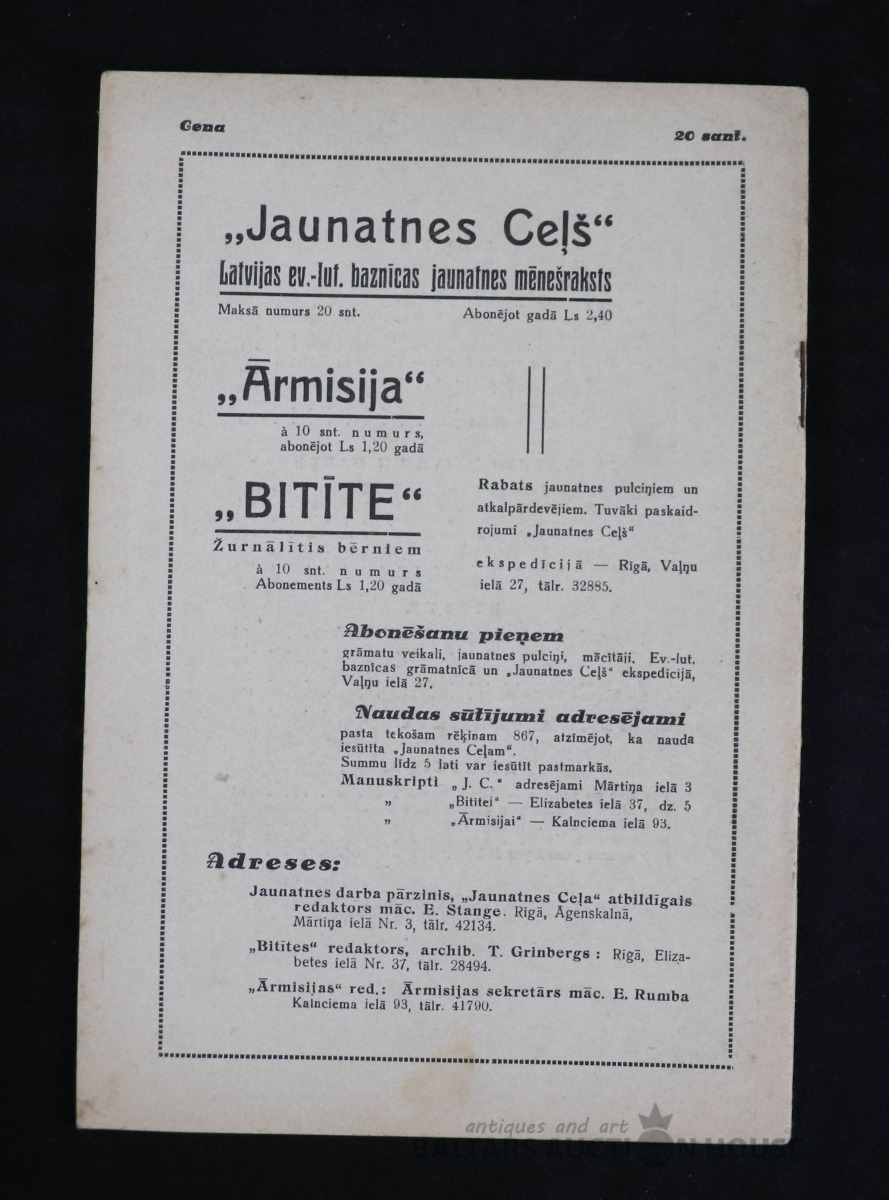 Cena
20 sant.
„Jaunatnes Ceļš“
Latvijas ev.-lut. baznīcas jaunatnes mēnešraksts
Maksā numurs 20 snt.
Abonējot gadā Ls 2,40
„Ārmisija“
à 10 snt. numurs,
abonējot Ls 1,20 gadā
„BITĪTE“
Žurnālītis bērniem
à 10 snt. numurs
Abonements Ls 1,20 gadā
Rabats jaunatnes pulciņiem un
atkalpārdevējiem. Tuvāki paskaid-
rojumi „Jaunatnes Ceļš“
ekspedīcijā — Rīgā, Vaļņu
ielā 27, tālr. 32885.
Abonēšanu pieņem
grāmatu veikali, jaunatnes pulciņi, mācītāji, Ev.-lut.
baznīcas grāmatnīcā un „Jaunatnes Ceļš“ ekspedicijā,
Vaļņu ielā 27.
Naudas sūtījumi adresējami
pasta tekošam rēķinam 867, atzīmējot, ka nauda
iesūtīta „Jaunatnes Ceļam“.
Summu līdz 5 lati var iesūtīt pastmarkās.
Manuskripti „J. C.“ adresējami Mārtiņa ielā 3
„ „Bititei“ — Elizabetes ielā 37, dz. 5
„ „Ārmisijai“ — Kalnciema ielā 93.
Adreses:
Jaunatnes darba pārzinis, „Jaunatnes Ceļa“ atbildīgais
redaktors māc. E. Stange. Rīgā, Āgenskalnā,
Mārtiņa ielā Nr. 3, tālr. 42134.
„Bitītes“ redaktors, archib. T. Grinbergs: Rīgā, Eliza-
betes ielā Nr. 37, tālr. 28494.
„Ārmisijas“ red.: Ārmisijas sekretārs māc. E. Rumba
Kalnciema ielā 93, tālr. 41790.
antiques and art
BALTARS AUCTION HOUSE